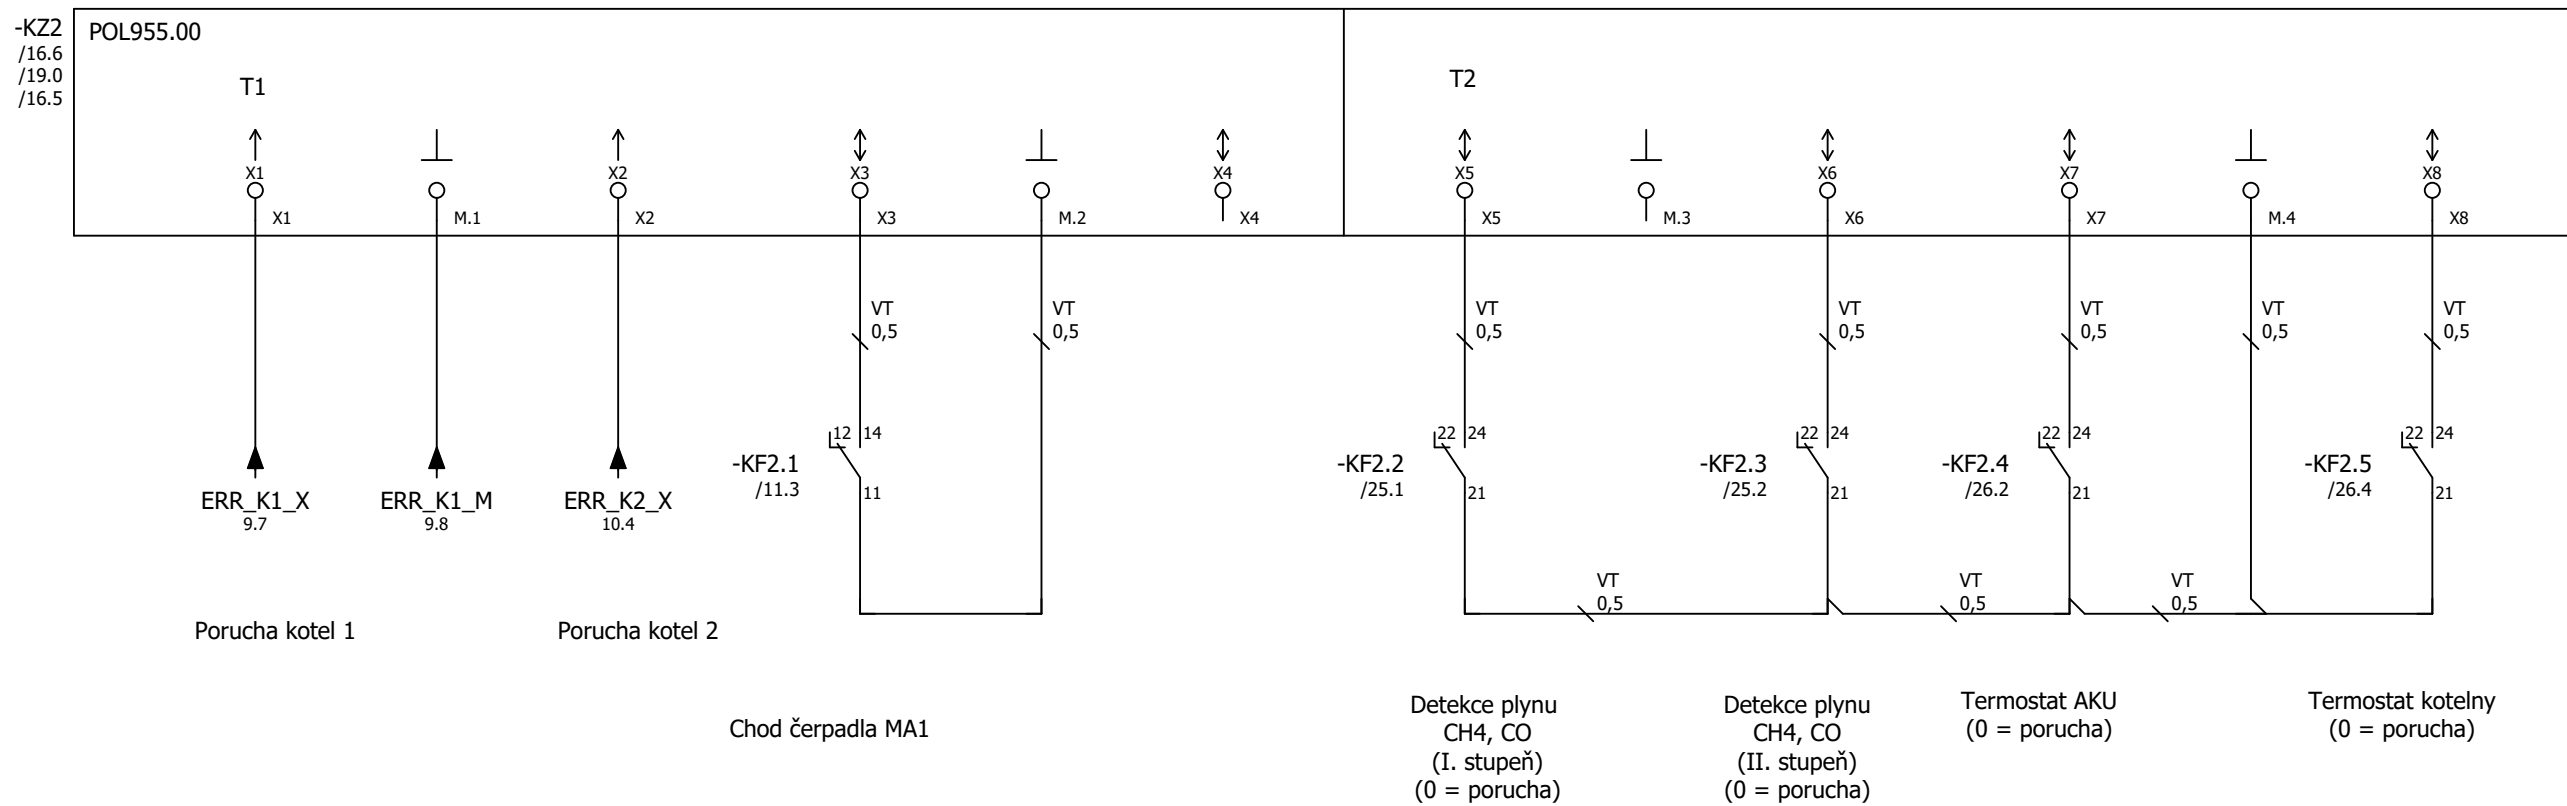 -KZ2
/16.6
/19.0
/16.5
POL955.00
T1
T2
X1
X2
X3
X4
X5
X6
X7
X8
X1
M.1
X2
X3
M.2
X4
X5
M.3
X6
X7
M.4
X8
VT
0,5
VT
0,5
VT
0,5
VT
0,5
VT
0,5
VT
0,5
VT
0,5
12 14
-KF2.1
/11.3
11
22 24
-KF2.2
/25.1
21
22 24
-KF2.3
/25.2
21
22 24
-KF2.4
/26.2
21
22 24
-KF2.5
/26.4
21
ERR_K1_X
9.7
ERR_K1_M
9.8
ERR_K2_X
10.4
VT
0,5
VT
0,5
VT
0,5
Porucha kotel 1
Porucha kotel 2
Chod čerpadla MA1
Detekce plynu
CH4, CO
(I. stupeň)
(0 = porucha)
Detekce plynu
CH4, CO
(II. stupeň)
(0 = porucha)
Termostat AKU
(0 = porucha)
Termostat kotelny
(0 = porucha)